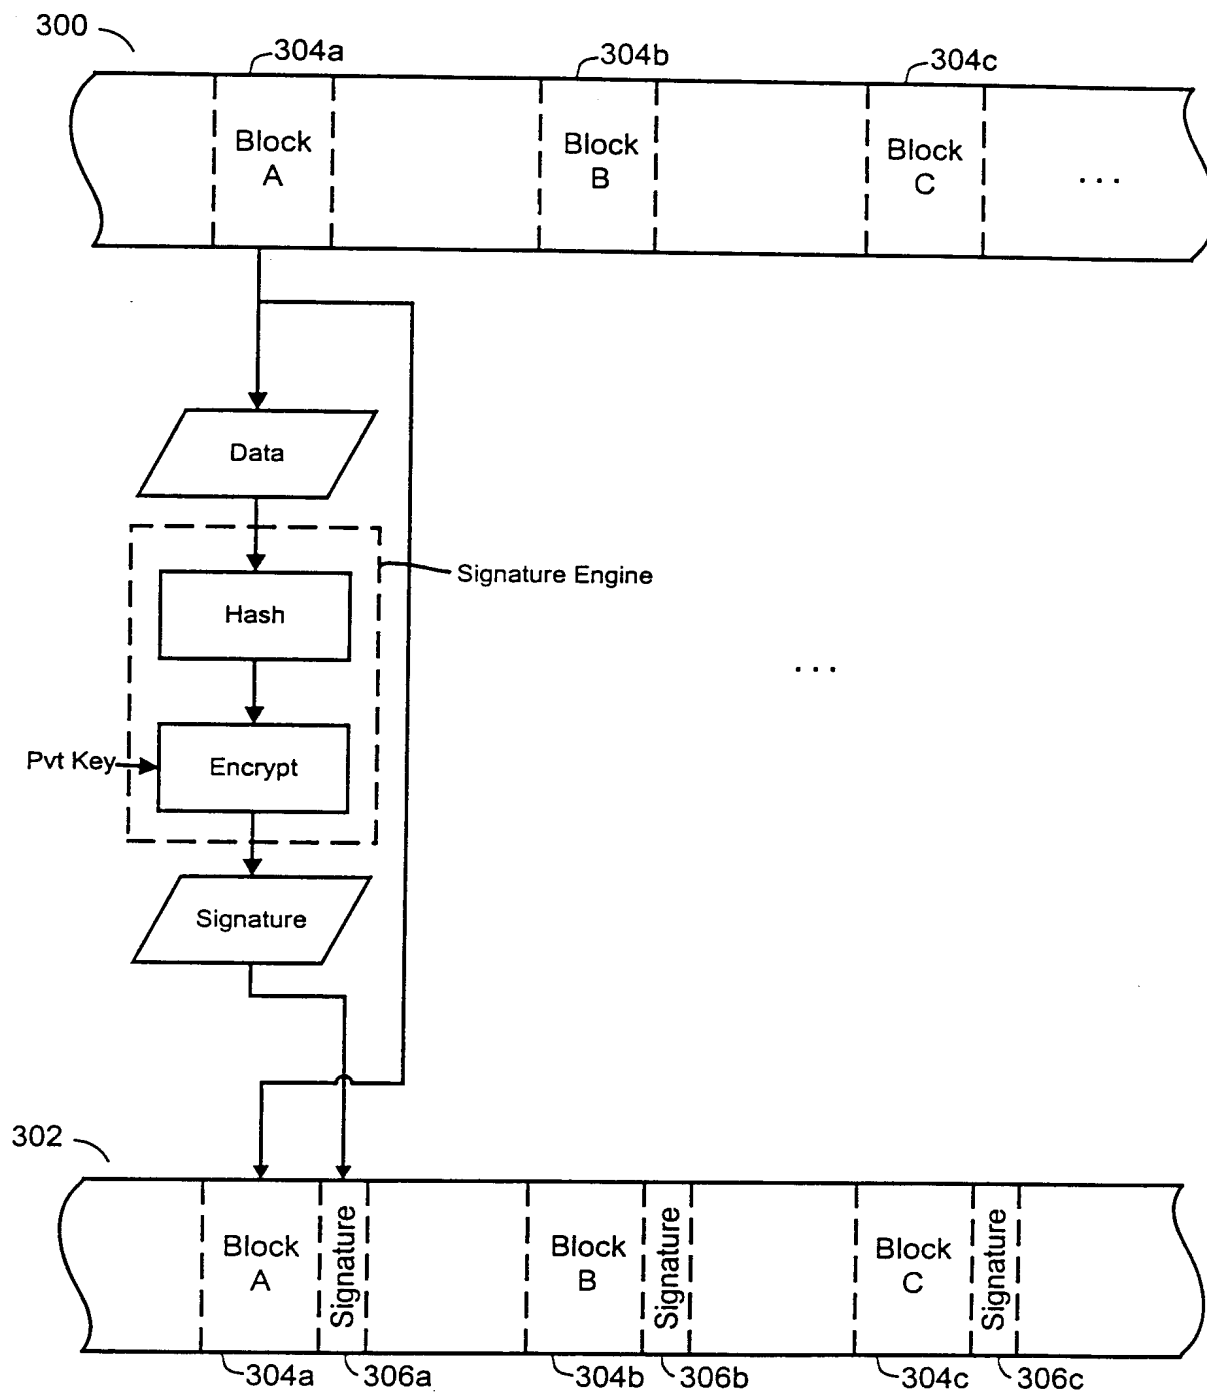 300
304a
304b
304c
Block
A
Block
B
Block
C
...
Data
Signature Engine
Hash
...
Pvt Key
Encrypt
Signature
302
Block
A
Signature
Block
B
Signature
Block
C
Signature
304a
306a
304b
306b
304c
306c